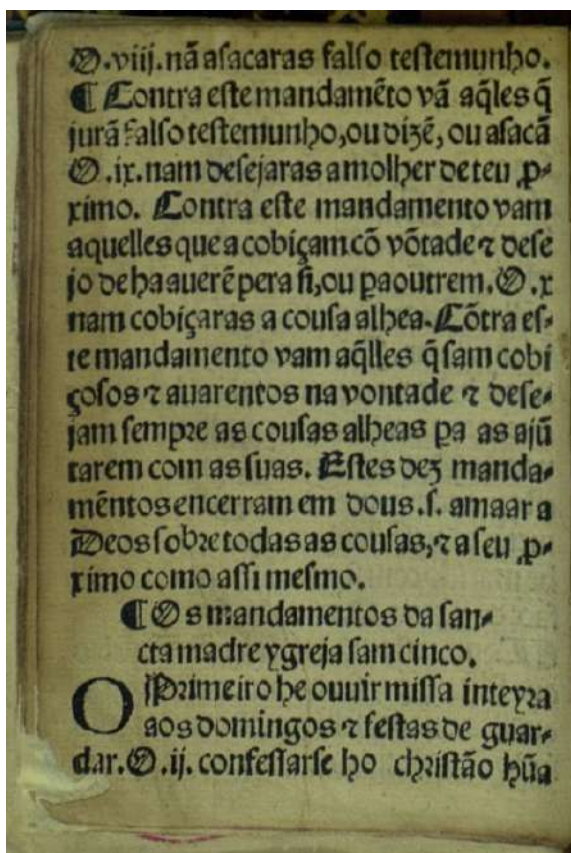 O.viij.nã aſacaras falſo teſtemunho.
¶ Contra eſte mandamẽto vã aq̃les q̃
jurã falſo teſtemunho,ou dizẽ, ou aſacã
O.ix.nam deſejaras a molher de teu ꝓ⸗
ximo. Contra eſte mandamento vam
aquelles que a cobiçam cõ võtade ⁊ deſe
jo de ha auerẽ pera ſi,ou ꝑa outrem. O.x
nam cobiçaras a couſa alhea. Cõtra eſ⸗
te mandamento vam aq̃lles q̃ ſam cobi
çoſos ⁊ auarentos na vontade ⁊ deſe⸗
jam ſempre as couſas alheas ꝑa as ajũ
tarem com as ſuas. Eſtes dez manda⸗
mẽtos encerram em dous .ſ. amaar a
Deos ſobre todas as couſas,⁊ a ſeu ꝓ⸗
ximo como aſſi meſmo.
¶ Os mandamentos da ſan⸗
cta madre ygreja ſam cinco.
O Primeiro he ouuir miſſa inteyra
aos domingos ⁊ feſtas de guar⸗
dar. O.ij. confeſſarſe ho chriſtão hũa